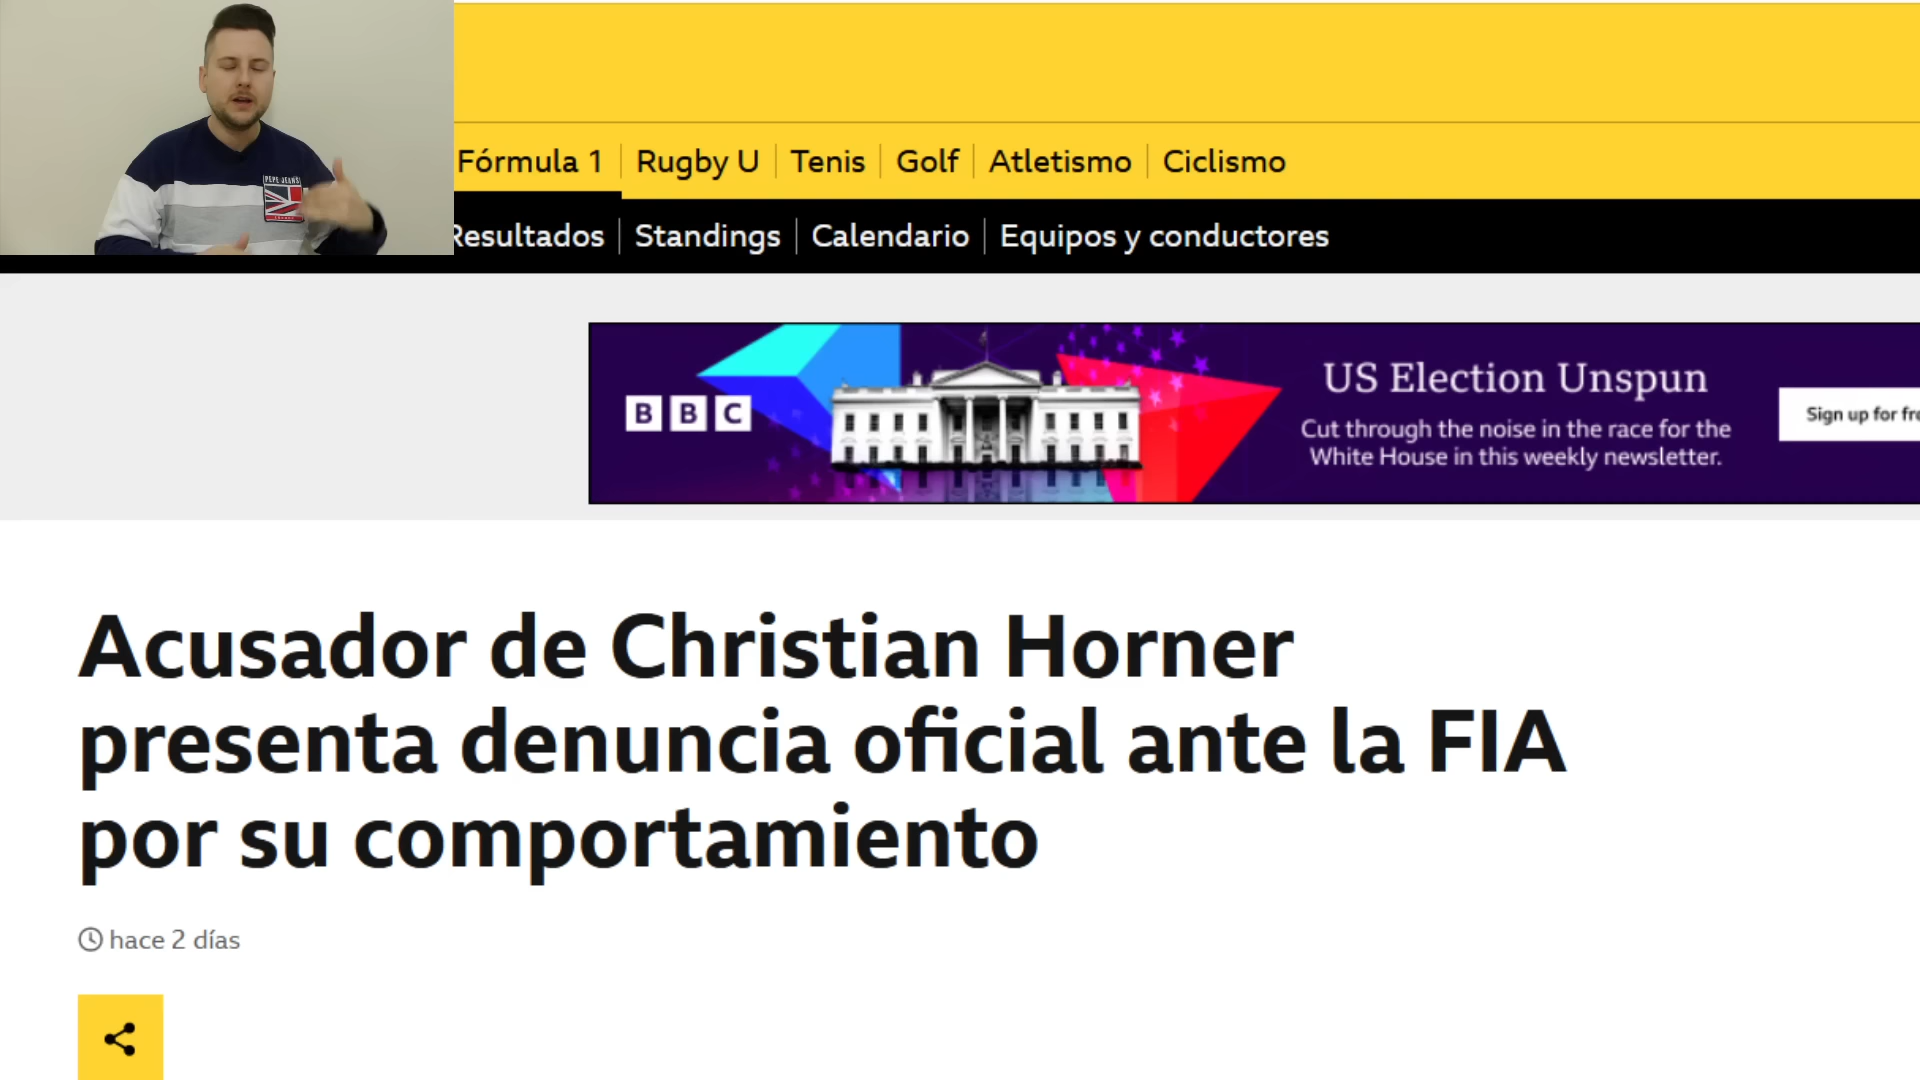 PEPE JEANS
Fórmula 1 Rugby U Tenis Golf Atletismo Ciclismo
Resultados Standings Calendario Equipos y conductores
BBC
US Election Unspun
Cut through the noise in the race for the
White House in this weekly newsletter.
Sign up for
Acusador de Christian Horner
presenta denuncia oficial ante la FIA
por su comportamiento
hace 2 días